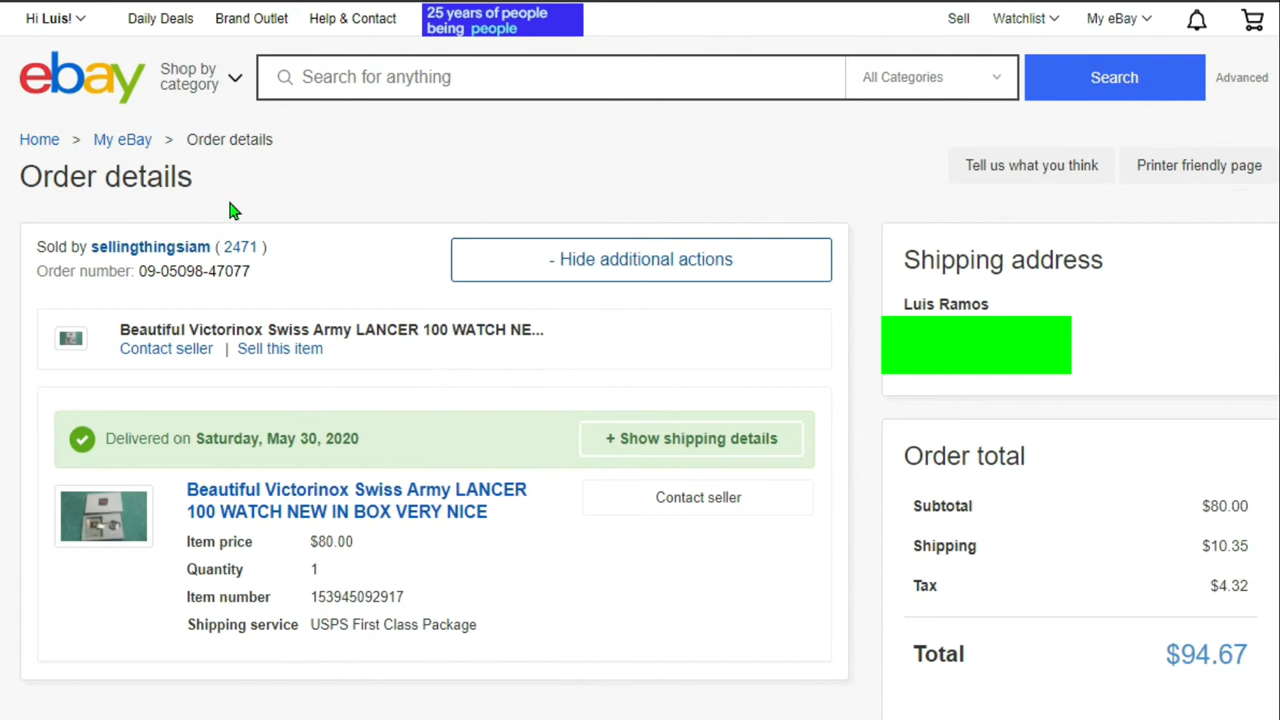 Hi Luis!
Daily Deals
Brand Outlet
Help & Contact
25 years of people
being people
Sell
Watchlist
My eBay
ebay
Shop by
category
Search for anything
All Categories
Search
Advanced
Home > My eBay > Order details
Order details
Tell us what you think
Printer friendly page
Sold by sellingthingsiam ( 2471 )
Order number: 09-05098-47077
- Hide additional actions
Beautiful Victorinox Swiss Army LANCER 100 WATCH NE...
Contact seller | Sell this item
Delivered on Saturday, May 30, 2020
+ Show shipping details
Beautiful Victorinox Swiss Army LANCER
100 WATCH NEW IN BOX VERY NICE
Contact seller
Item price $80.00
Quantity 1
Item number 153945092917
Shipping service USPS First Class Package
Shipping address
Luis Ramos
Order total
Subtotal $80.00
Shipping $10.35
Tax $4.32
Total $94.67